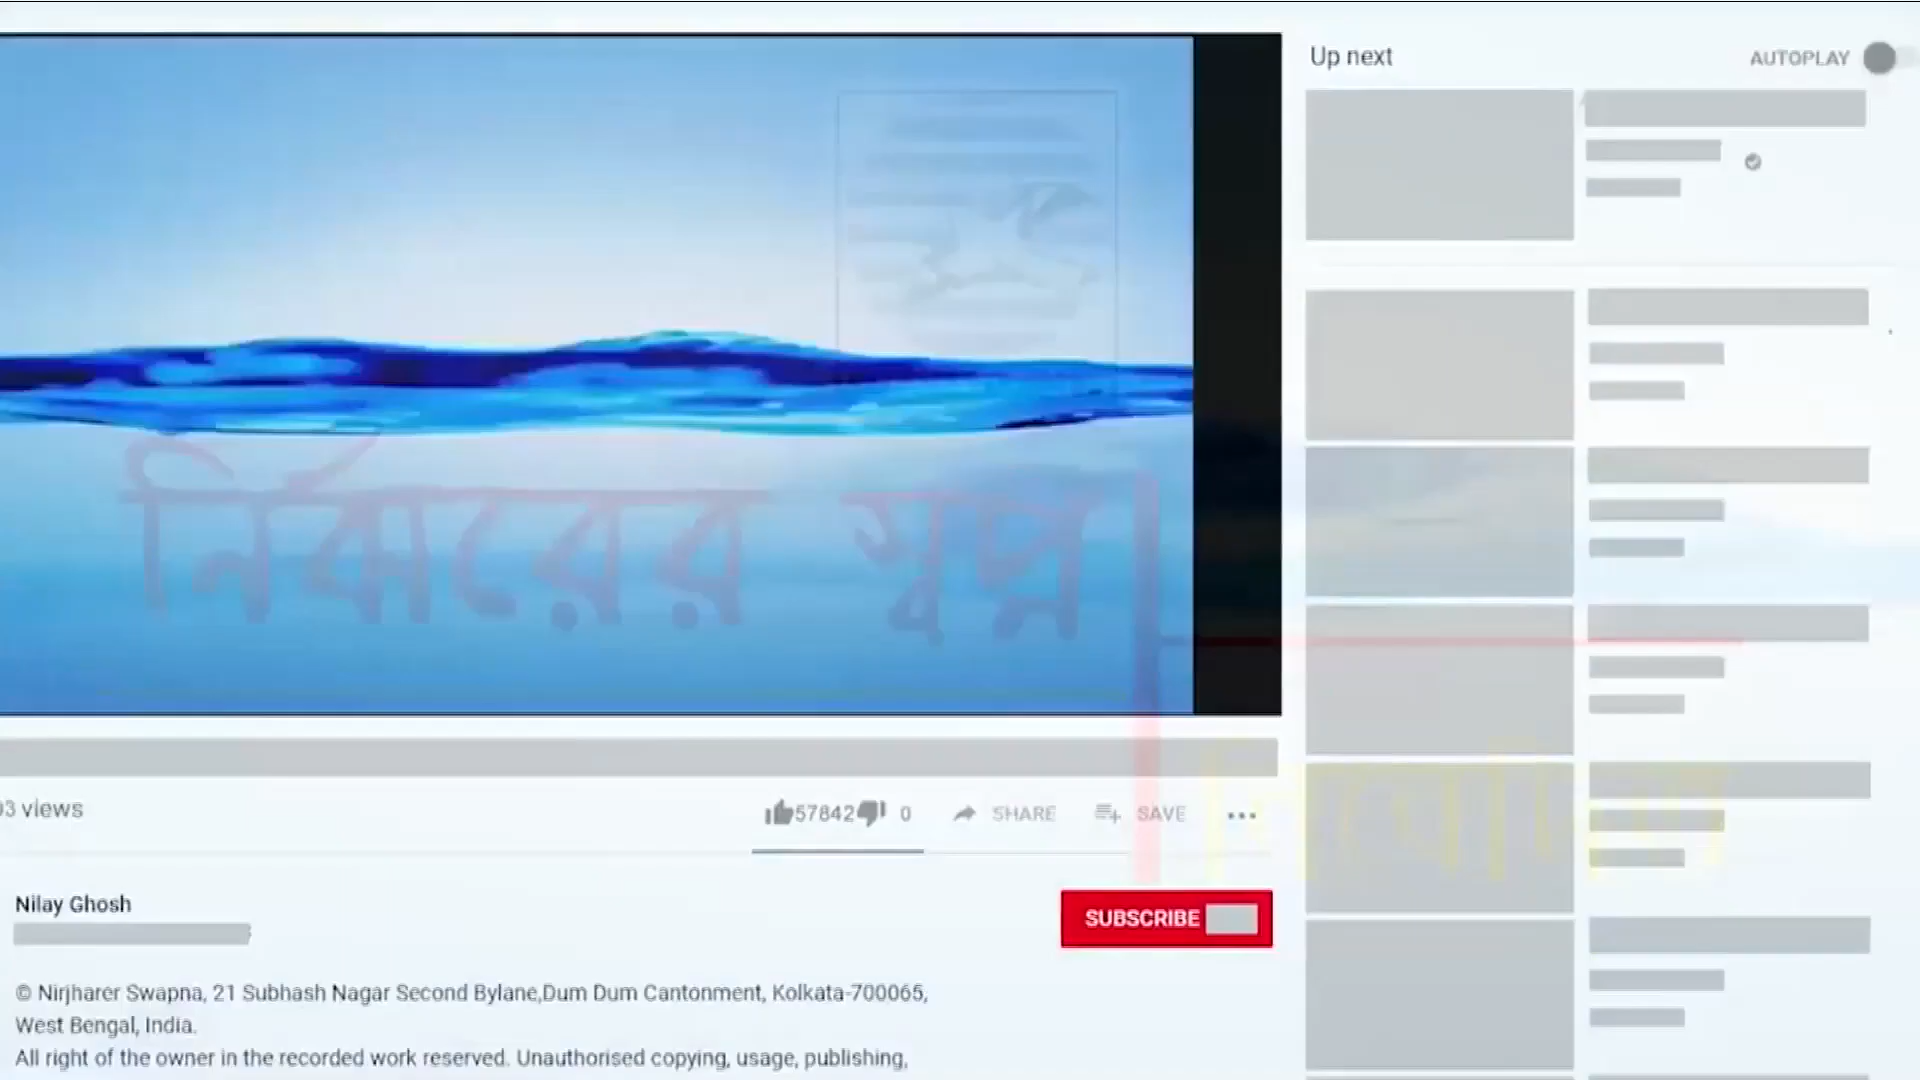 Up next
AUTOPLAY
নির্ঝরের স্বপ্ন
নিবেদিত
93 views
57842 0 SHARE SAVE
Nilay Ghosh
SUBSCRIBE
© Nirjharer Swapna, 21 Subhash Nagar Second Bylane,Dum Dum Cantonment, Kolkata-700065,
West Bengal, India.
All right of the owner in the recorded work reserved. Unauthorised copying, usage, publishing,